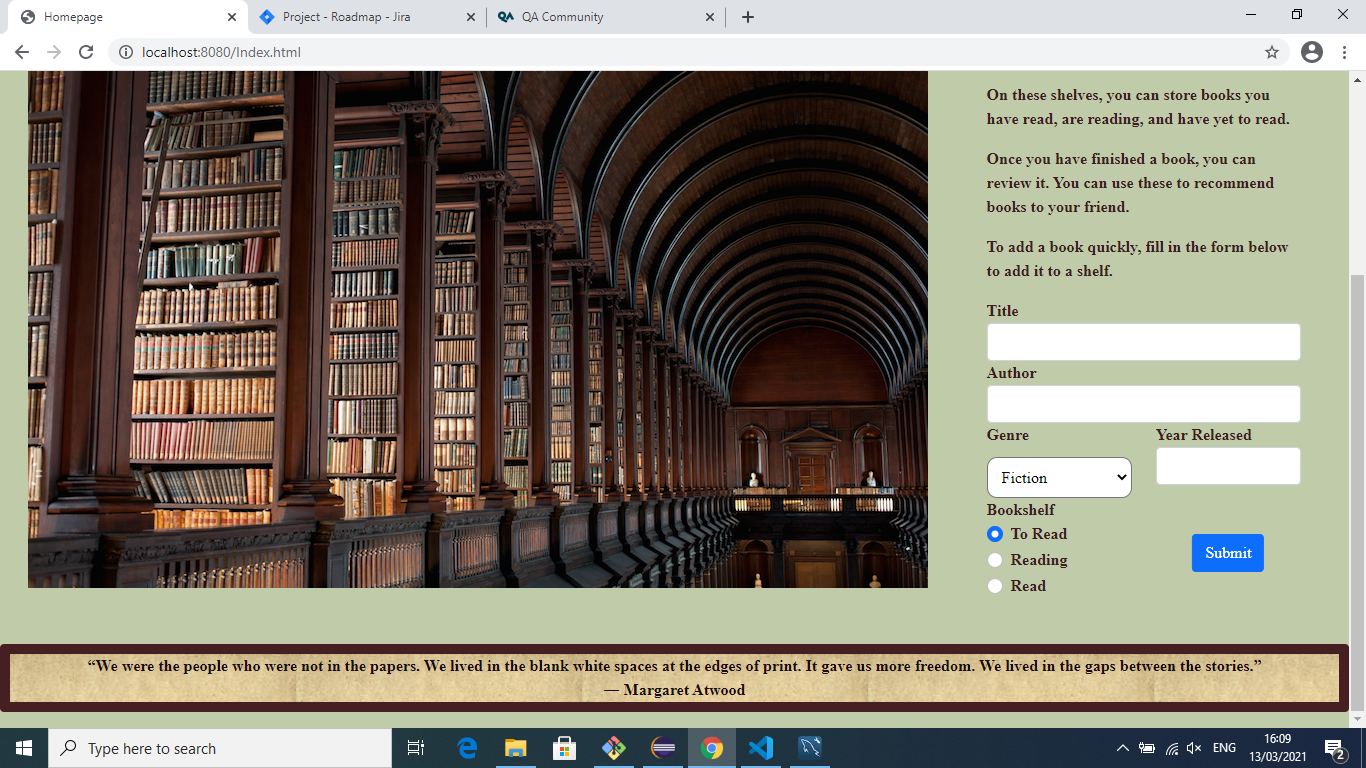 Homepage
Project - Roadmap - Jira
QA QA Community
localhost:8080/Index.html
On these shelves, you can store books you
have read, are reading, and have yet to read.
Once you have finished a book, you can
review it. You can use these to recommend
books to your friend.
To add a book quickly, fill in the form below
to add it to a shelf.
Title
Author
Genre Year Released
Fiction
Bookshelf
To Read
Reading
Read
Submit
“We were the people who were not in the papers. We lived in the blank white spaces at the edges of print. It gave us more freedom. We lived in the gaps between the stories.”
— Margaret Atwood
Type here to search
ENG
16:09
13/03/2021
2